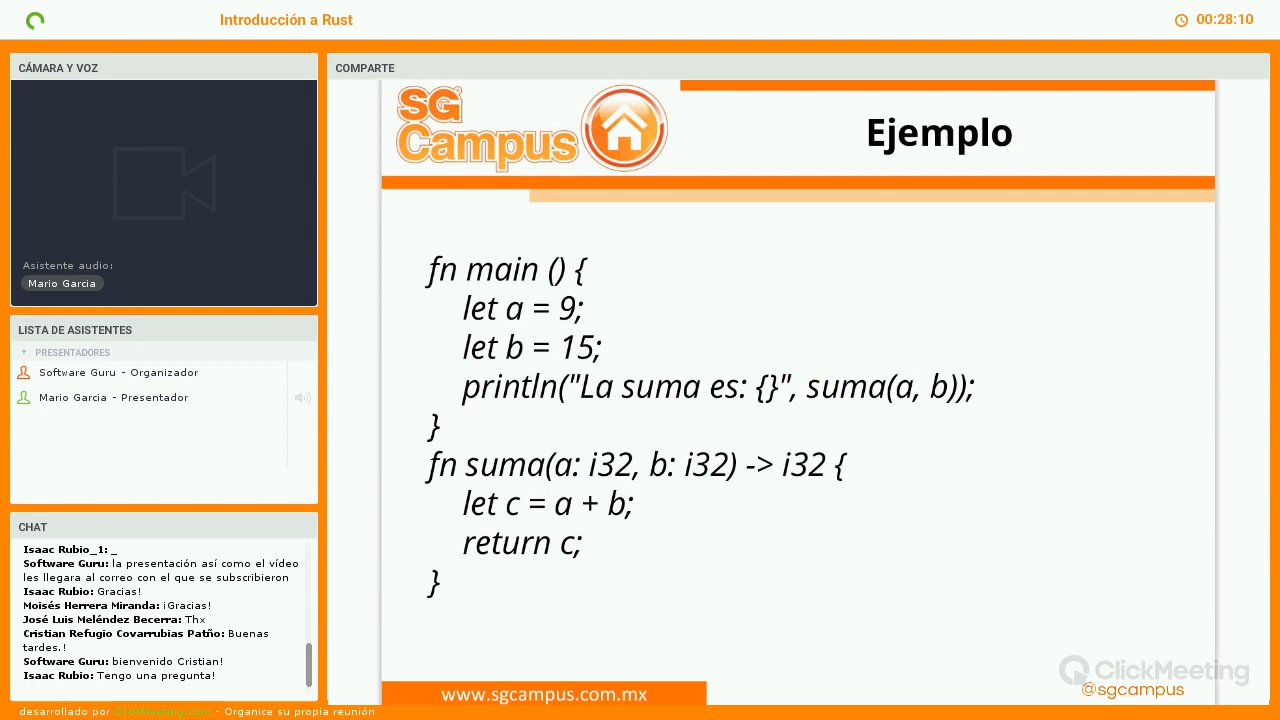 Introducción a Rust
00:28:10
CÁMARA Y VOZ
Asistente audio:
Mario Garcia
LISTA DE ASISTENTES
PRESENTADORES
Software Guru - Organizador
Mario Garcia - Presentador
CHAT
Isaac Rubio_1: _
Software Guru: la presentación así como el vídeo
les llegara al correo con el que se subscribieron
Isaac Rubio: Gracias!
Moisés Herrera Miranda: ¡Gracias!
José Luis Meléndez Becerra: Thx
Cristian Refugio Covarrubias Patño: Buenas
tardes.!
Software Guru: bienvenido Cristian!
Isaac Rubio: Tengo una pregunta!
desarrollado por ClickMeeting.com - Organice su propia reunión
COMPARTE
SG
Campus
Ejemplo
fn main () {
let a = 9;
let b = 15;
println("La suma es: {}", suma(a, b));
}
fn suma(a: i32, b: i32) -> i32 {
let c = a + b;
return c;
}
www.sgcampus.com.mx
ClickMeeting
@sgcampus